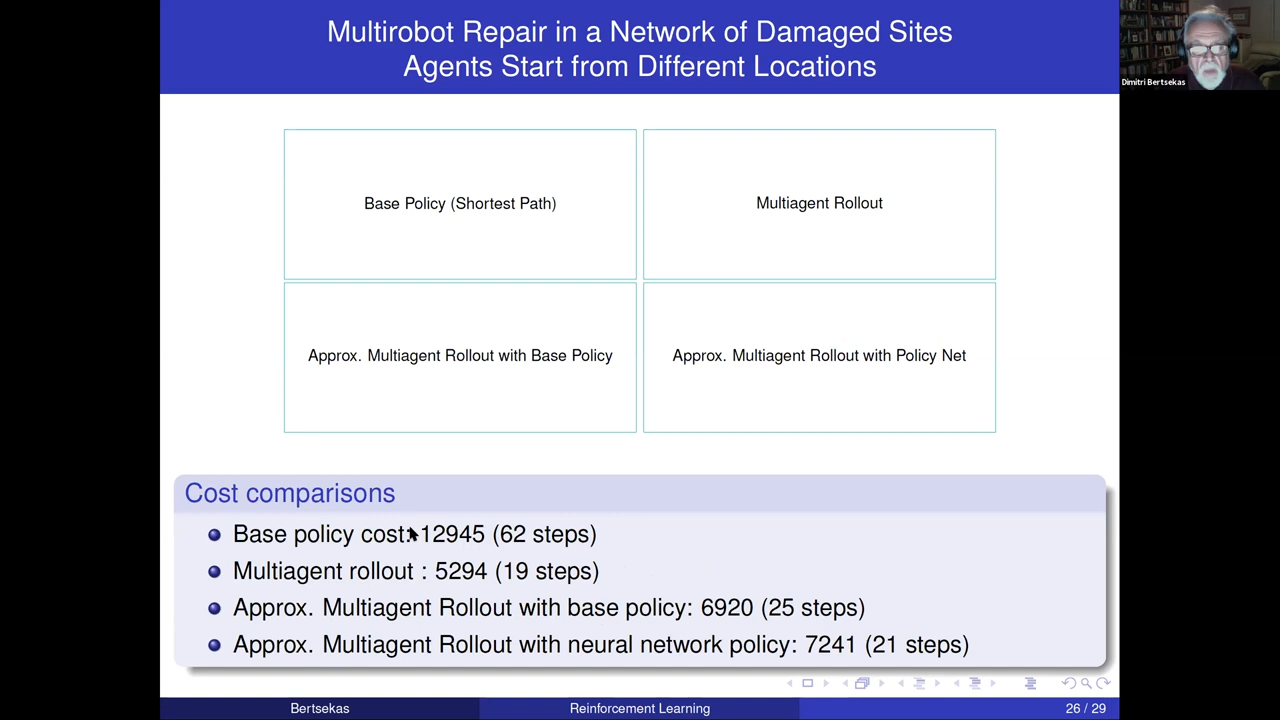 Multirobot Repair in a Network of Damaged Sites
Agents Start from Different Locations
Dimitri Bertsekas
Base Policy (Shortest Path)
Multiagent Rollout
Approx. Multiagent Rollout with Base Policy
Approx. Multiagent Rollout with Policy Net
Cost comparisons
Base policy cost: 12945 (62 steps)
Multiagent rollout : 5294 (19 steps)
Approx. Multiagent Rollout with base policy: 6920 (25 steps)
Approx. Multiagent Rollout with neural network policy: 7241 (21 steps)
Bertsekas
Reinforcement Learning
26 / 29